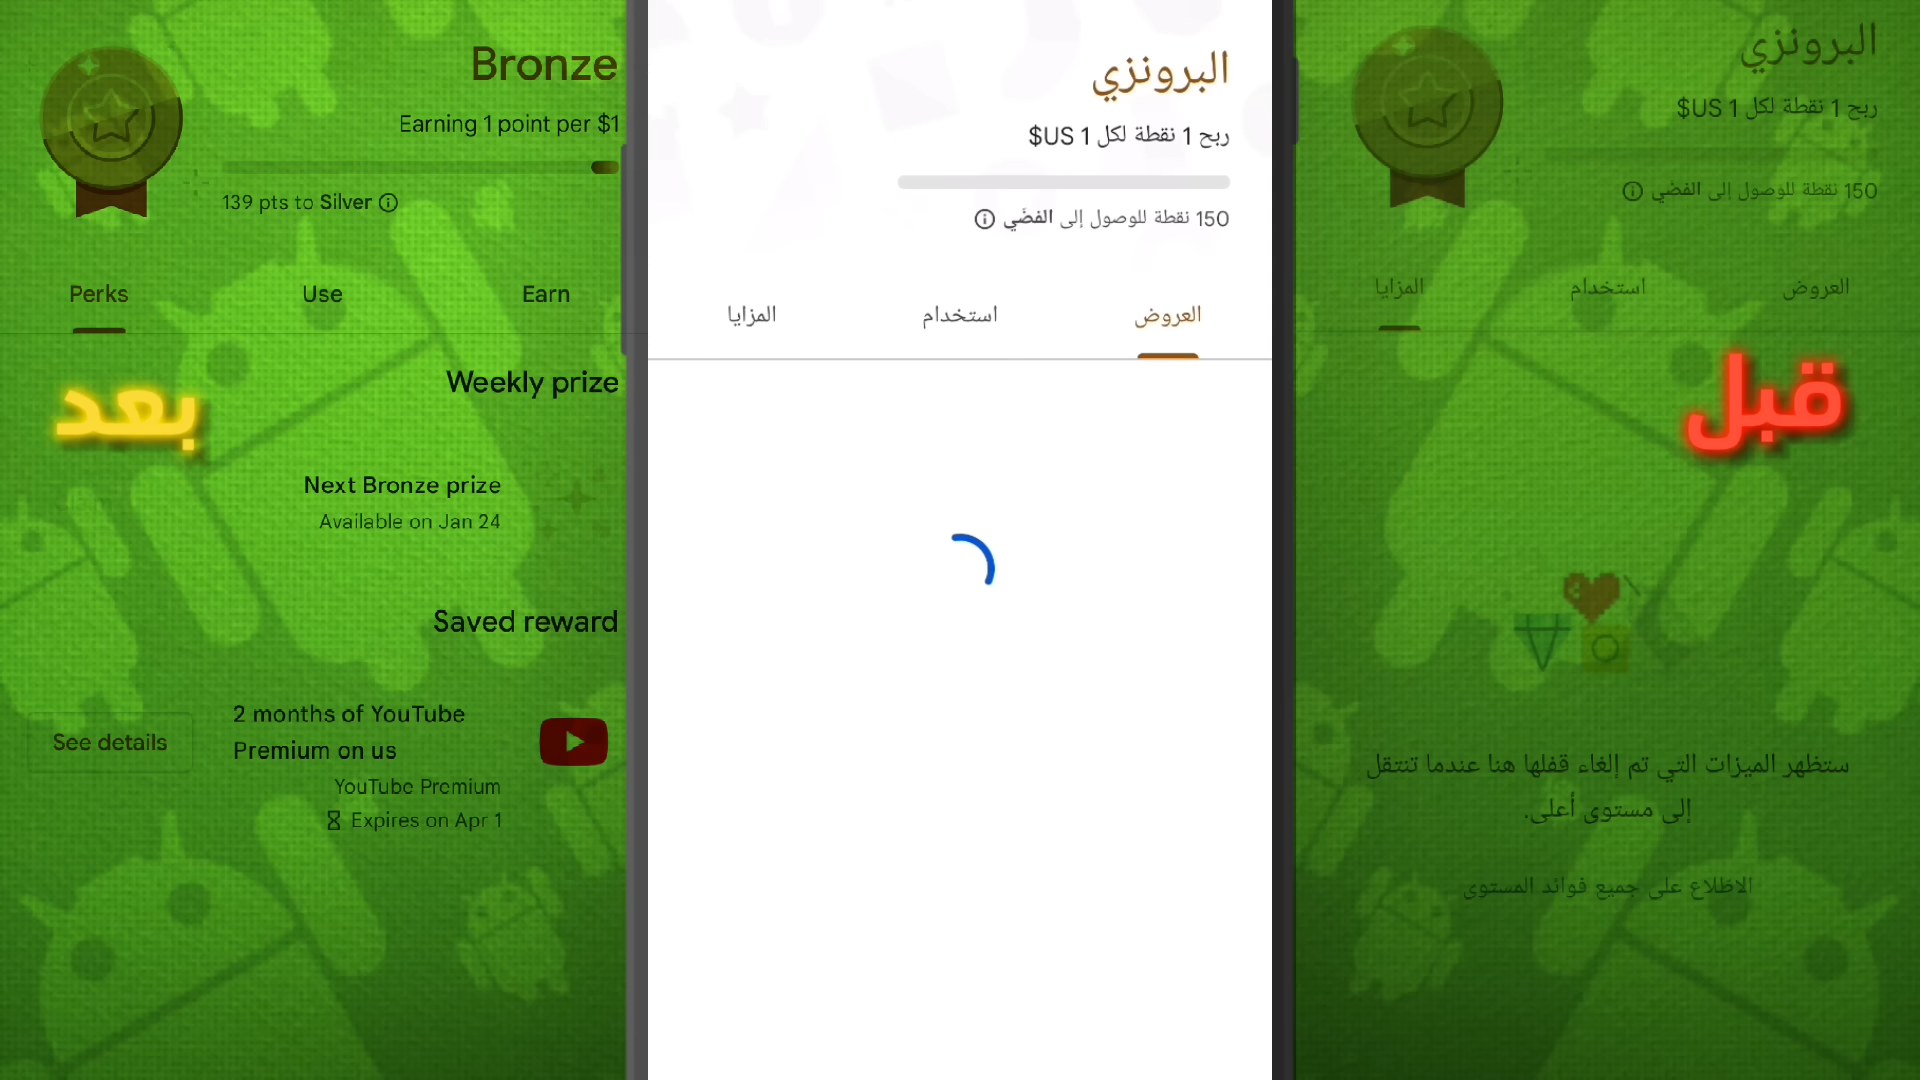 Bronze
Earning 1 point per $1
139 pts to Silver
Perks
Use
Earn
بعد
Weekly prize
Next Bronze prize
Available on Jan 24
Saved reward
2 months of YouTube
Premium on us
See details
YouTube Premium
Expires on Apr 1
البرونزي
ربح 1 نقطة لكل 1 US$
150 نقطة للوصول إلى الفضّي
العروض
استخدام
المزايا
البرونزي
ربح 1 نقطة لكل 1 US$
150 نقطة للوصول إلى الفضّي
العروض
استخدام
المزايا
قبل
ستظهر الميزات التي تم إلغاء قفلها هنا عندما تنتقل
إلى مستوى أعلى.
الاطّلاع على جميع فوائد المستوى